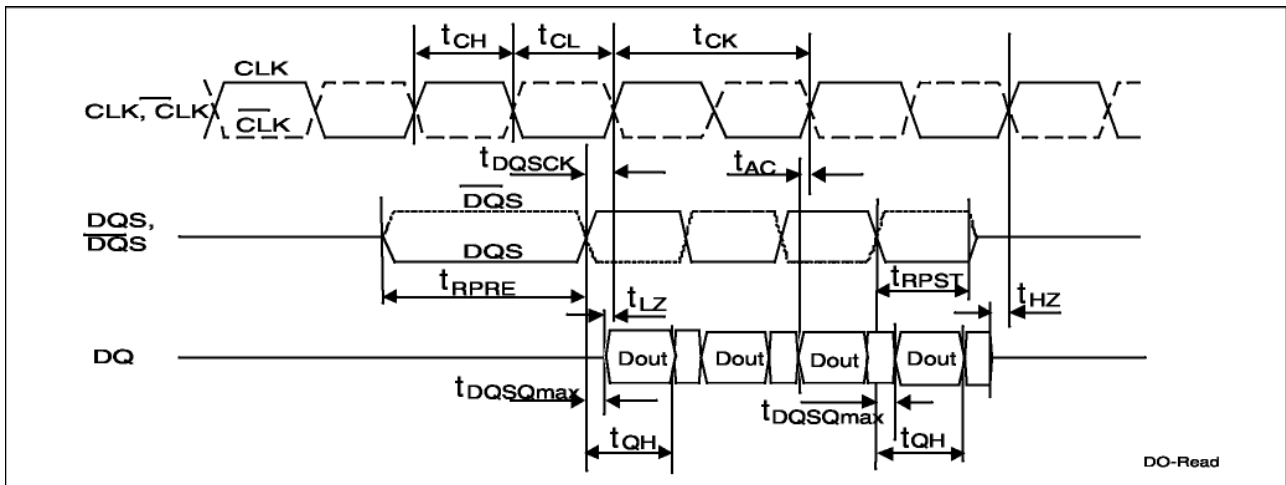 tCH tCL tCK
CLK
CLK, CLK
CLK
tDQSCK tAC
DQS
DQS,
DQS
DQS
tRPRE tLZ tRPST tHZ
DQ
Dout Dout Dout Dout
tDQSQmax tDQSQmax
tQH tQH
DO-Read